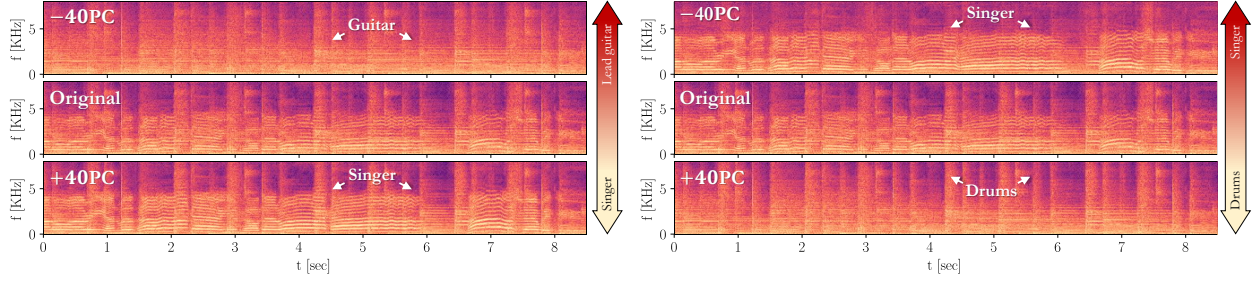 −40PC
Guitar
f [KHz]
5
0
Original
f [KHz]
5
0
+40PC
Singer
f [KHz]
5
0
0 1 2 3 4 5 6 7 8
t [sec]
Lead guitar
Singer
−40PC
Singer
f [KHz]
5
0
Original
f [KHz]
5
0
+40PC
Drums
f [KHz]
5
0
0 1 2 3 4 5 6 7 8
t [sec]
Singer
Drums